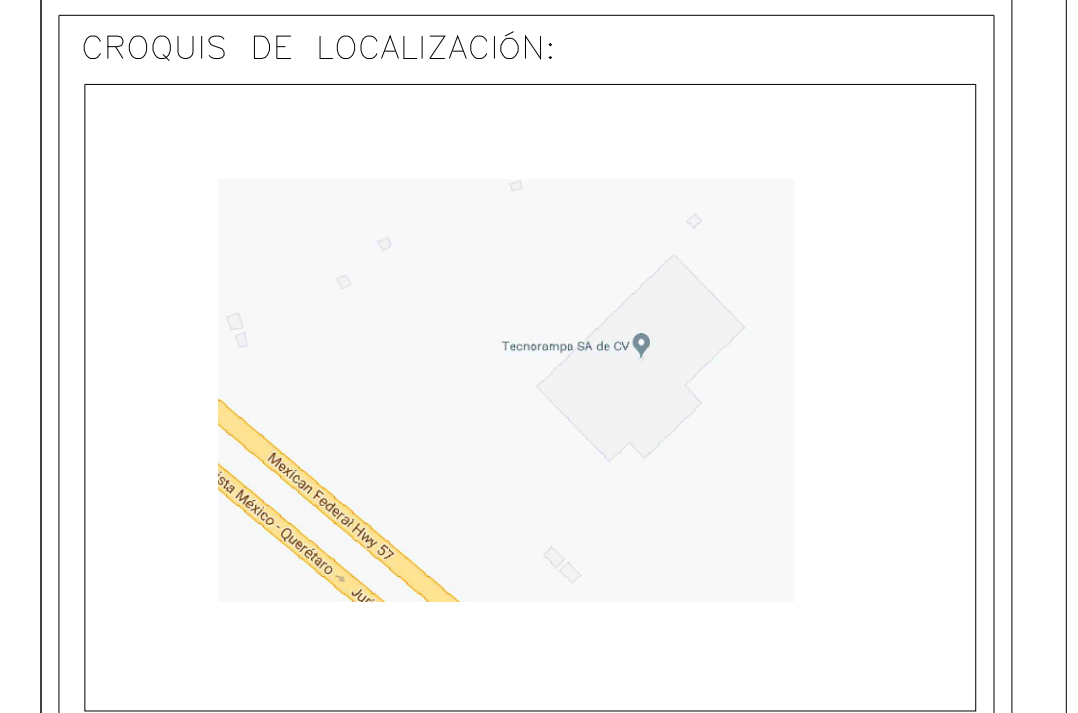 CROQUIS DE LOCALIZACIÓN:
Tecnorampa SA de CV
Mexican Federal Hwy 57
ista México - Querétaro